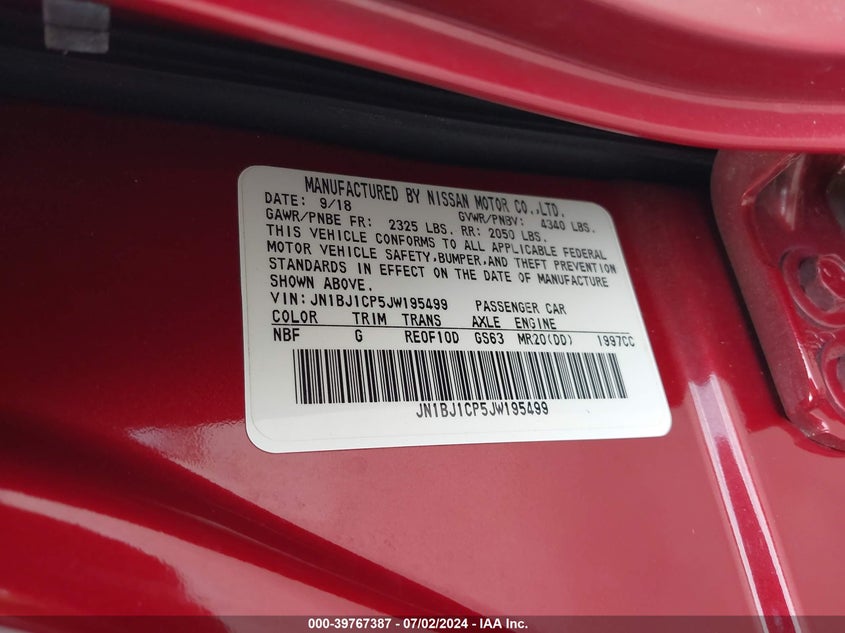 MANUFACTURED BY NISSAN MOTOR CO.,LTD.
DATE: 9/18 GVWR/PNBV: 4340 LBS.
GAWR/PNBE FR: 2325 LBS. RR: 2050 LBS.
THIS VEHICLE CONFORMS TO ALL APPLICABLE FEDERAL
MOTOR VEHICLE SAFETY,BUMPER,AND THEFT PREVENTION
STANDARDS IN EFFECT ON THE DATE OF MANUFACTURE
SHOWN ABOVE.
VIN:JN1BJ1CP5JW195499 PASSENGER CAR
COLOR TRIM TRANS AXLE ENGINE
NBF G RE0F10D GS63 MR20(DD) 1997CC
JN1BJ1CP5JW195499
000-39767387 - 07/02/2024 - IAA Inc.